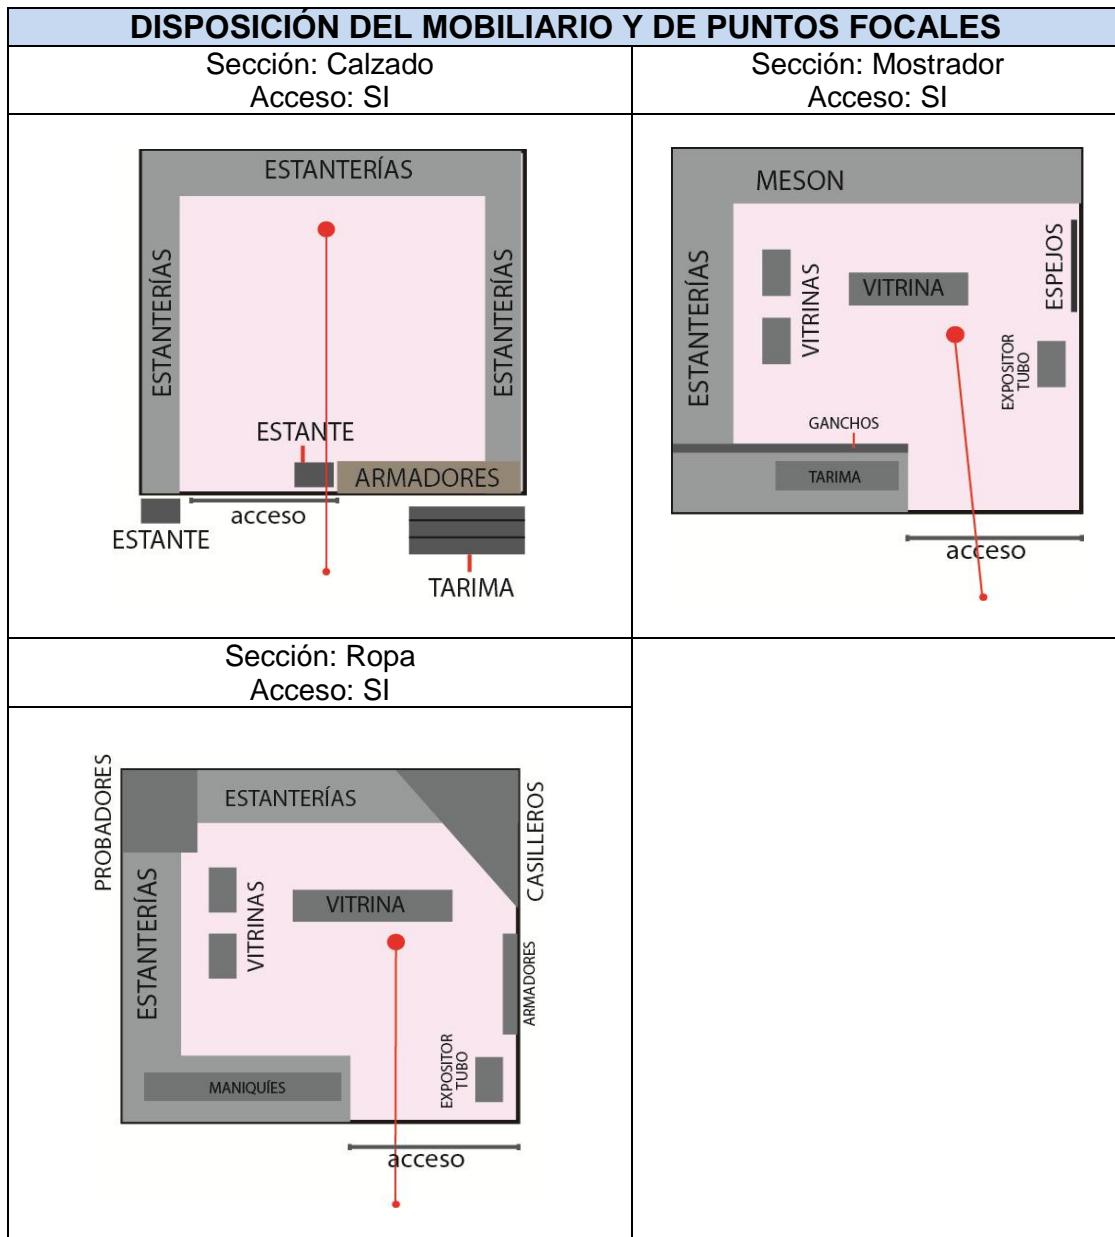 DISPOSICIÓN DEL MOBILIARIO Y DE PUNTOS FOCALES
Sección: Calzado
Acceso: SI
Sección: Mostrador
Acceso: SI
ESTANTERÍAS
ESTANTERÍAS
ESTANTERÍAS
ESTANTE
ARMADORES
acceso
ESTANTE
TARIMA
MESON
ESTANTERÍAS
VITRINAS
VITRINA
ESPEJOS
EXPOSITOR
TUBO
GANCHOS
TARIMA
acceso
Sección: Ropa
Acceso: SI
PROBADORES
ESTANTERÍAS
CASILLEROS
ESTANTERÍAS
VITRINAS
VITRINA
ARMADORES
EXPOSITOR
TUBO
MANIQUÍES
acceso